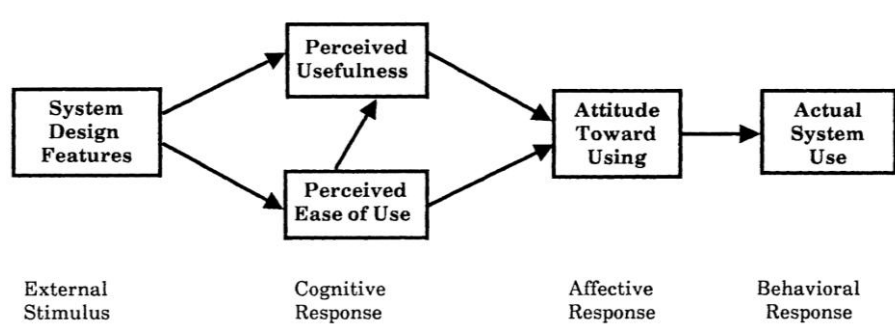 System
Design
Features
Perceived
Usefulness
Perceived
Ease of Use
Attitude
Toward
Using
Actual
System
Use
External
Stimulus
Cognitive
Response
Affective
Response
Behavioral
Response